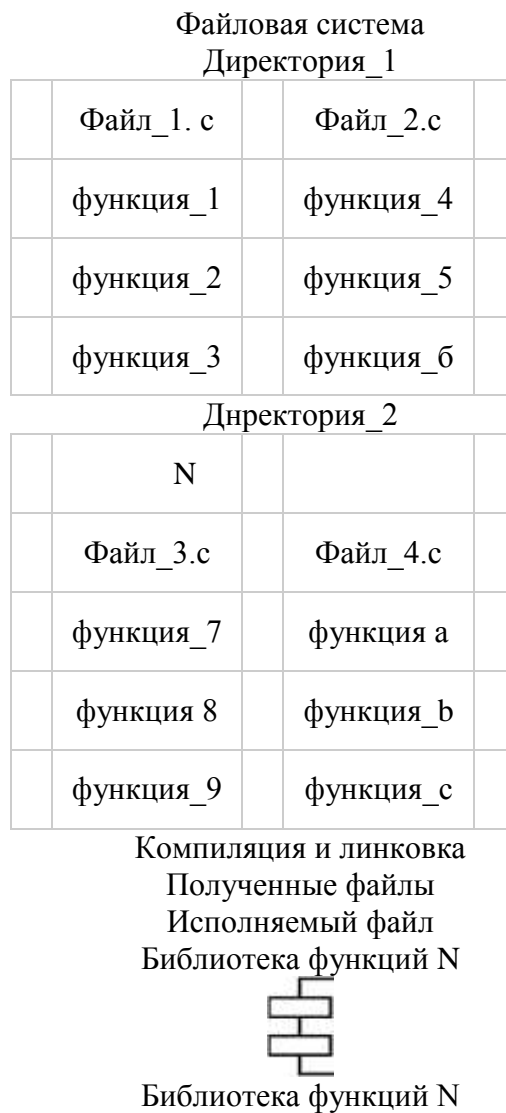 Файловая система
Директория_1
Файл_1. с Файл_2.с
функция_1 функция_4
функция_2 функция_5
функция_3 функция_б
Днректория_2
N
Файл_3.с Файл_4.с
функция_7 функция а
функция 8 функция_b
функция_9 функция_с
Компиляция и линковка
Полученные файлы
Исполняемый файл
Библиотека функций N
Библиотека функций N